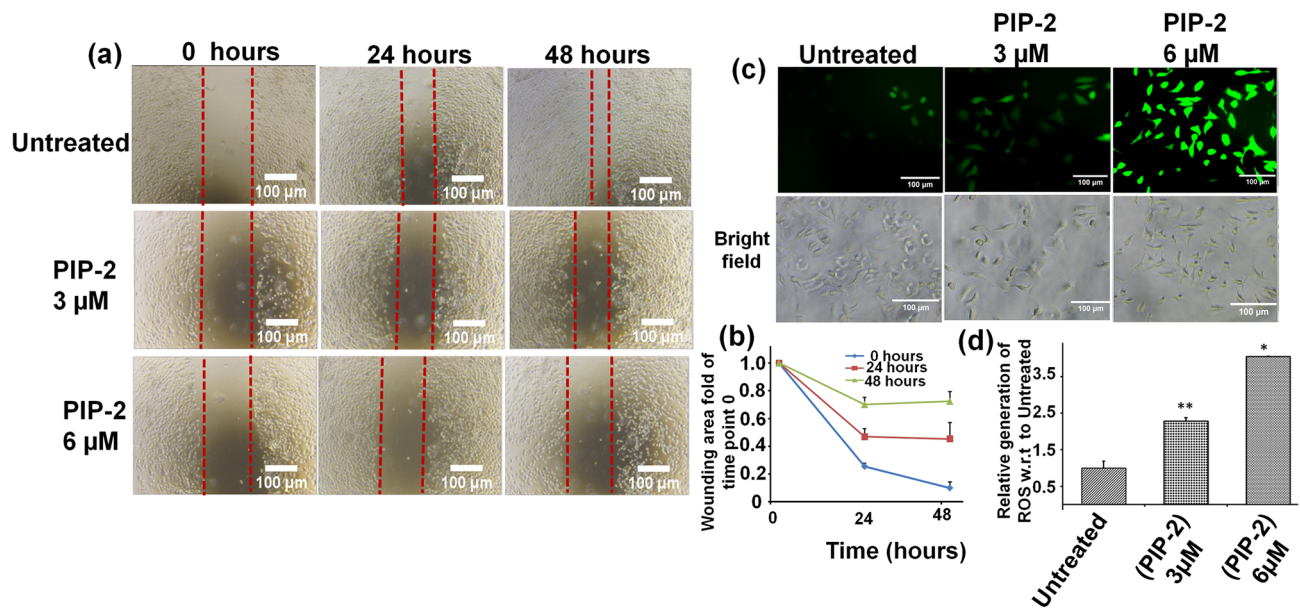 (a)
0 hours
24 hours
48 hours
Untreated
100 µm
100 µm
100 µm
PIP-2
3 µM
100 µm
100 µm
100 µm
PIP-2
6 µM
100 µm
100 µm
100 µm
(c)
Untreated
PIP-2
3 µM
PIP-2
6 µM
100 µm
100 µm
100 µm
Bright
field
100 µm
100 µm
100 µm
(b)
Wounding area fold of
time point 0
1.0
0.8
0.6
0.4
0.2
0
0 hours
24 hours
48 hours
0
24
48
Time (hours)
(d)
Relative generation of
ROS w.r.t to Untreated
3.5
2.5
1.5
0.5
**
*
Untreated
(PIP-2)
3µM
(PIP-2)
6µM